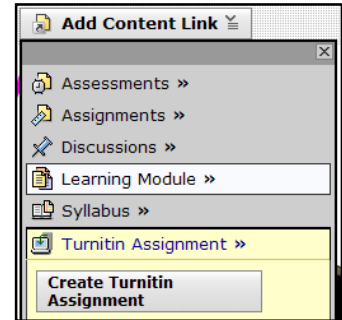 Add Content Link
Assessments »
Assignments »
Discussions »
Learning Module »
Syllabus »
Turnitin Assignment »
Create Turnitin
Assignment